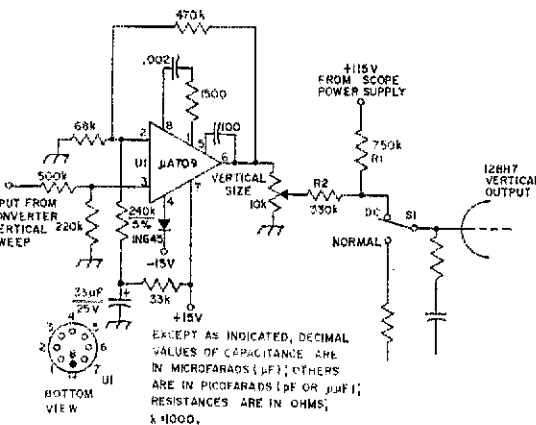 470k
.002
1500
+115V
FROM SCOPE
POWER SUPPLY
68k
8
1
5
100
2
6
U1
μA709
750k
R1
12BH7
VERTICAL
OUTPUT
500k
3
4
7
VERTICAL
SIZE
10k
R2
330k
DC
S1
NORMAL
INPUT FROM
CONVERTER
VERTICAL
SWEEP
220k
240k
5%
1N645
-15V
33μF
25V
+
33k
+15V
3 4 5
2 8 6
1 7
U1
BOTTOM
VIEW
EXCEPT AS INDICATED, DECIMAL
VALUES OF CAPACITANCE ARE
IN MICROFARADS (μF); OTHERS
ARE IN PICOFARADS (pF OR μμF);
RESISTANCES ARE IN OHMS;
k=1000.